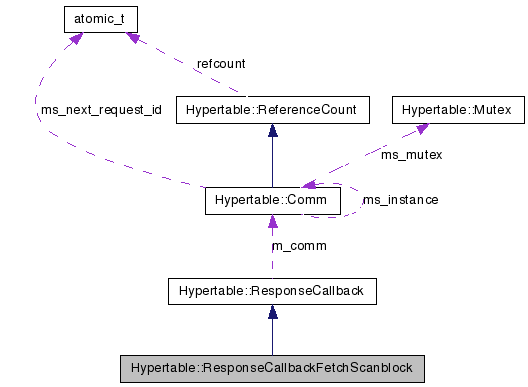 atomic_t
refcount
ms_next_request_id
Hypertable::ReferenceCount
Hypertable::Mutex
ms_mutex
Hypertable::Comm
ms_instance
m_comm
Hypertable::ResponseCallback
Hypertable::ResponseCallbackFetchScanblock